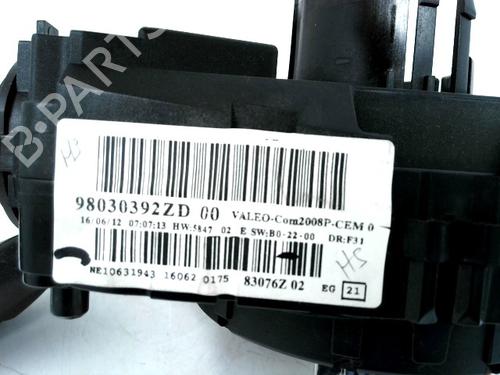 B-PARTS
HS
98030392ZD 00 VALEO-Com2008P-CEM 0
16/06/12 07:07:13 HW:5847 02 E SW:B0-22-00 DR:F31
HS
NE10631943 16062 0175 83076Z 02 EG 21